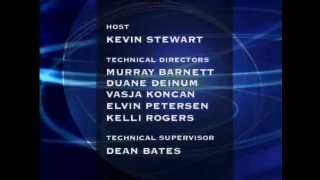 HOST
KEVIN STEWART
TECHNICAL DIRECTORS
MURRAY BARNETT
DUANE DEINUM
VASJA KONCAN
ELVIN PETERSEN
KELLI ROGERS
TECHNICAL SUPERVISOR
DEAN BATES